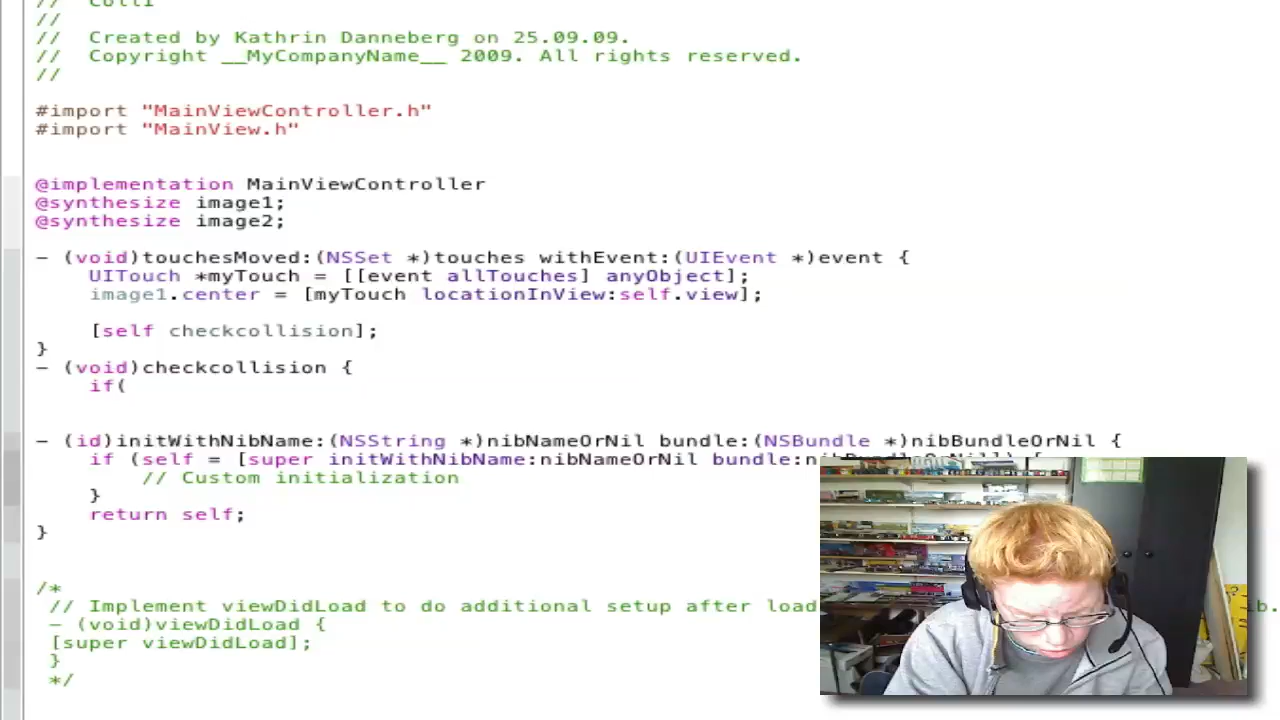 // Coll1
//
// Created by Kathrin Danneberg on 25.09.09.
// Copyright __MyCompanyName__ 2009. All rights reserved.
//
#import "MainViewController.h"
#import "MainView.h"
@implementation MainViewController
@synthesize image1;
@synthesize image2;
- (void)touchesMoved:(NSSet *)touches withEvent:(UIEvent *)event {
UITouch *myTouch = [[event allTouches] anyObject];
image1.center = [myTouch locationInView:self.view];
[self checkcollision];
}
- (void)checkcollision {
if(
- (id)initWithNibName:(NSString *)nibNameOrNil bundle:(NSBundle *)nibBundleOrNil {
if (self = [super initWithNibName:nibNameOrNil bundle:nibBundleOrNil]) {
// Custom initialization
}
return self;
}
/*
// Implement viewDidLoad to do additional setup after load
- (void)viewDidLoad {
[super viewDidLoad];
}
*/